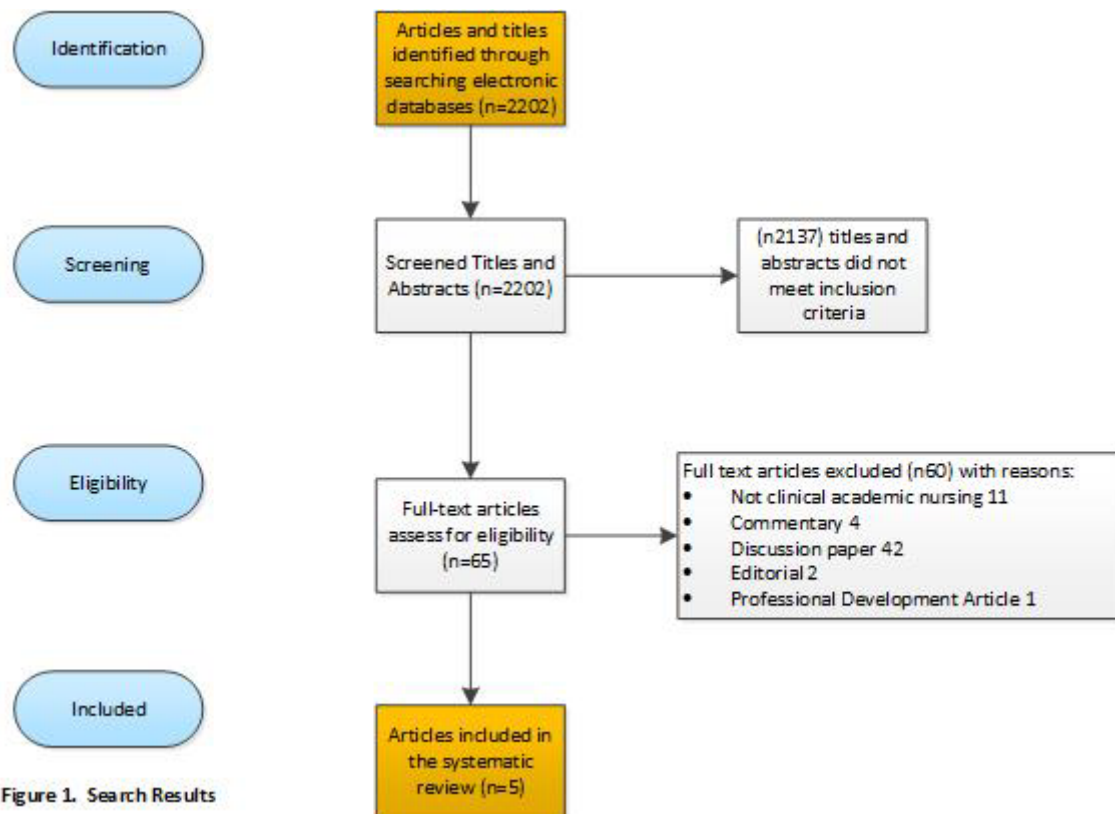 Identification
Articles and titles
identified through
searching electronic
databases (n=2202)
Screening
Screened Titles and
Abstracts (n=2202)
(n2137) titles and
abstracts did not
meet inclusion
criteria
Eligibility
Full-text articles
assess for eligibility
(n=65)
Full text articles excluded (n60) with reasons:
• Not clinical academic nursing 11
• Commentary 4
• Discussion paper 42
• Editorial 2
• Professional Development Article 1
Included
Articles included in
the systematic
review (n=5)
Figure 1. Search Results